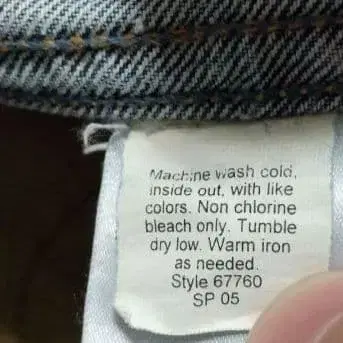 Machine wash cold,
inside out, with like
colors. Non chlorine
bleach only. Tumble
dry low. Warm iron
as needed.
Style 67760
SP 05